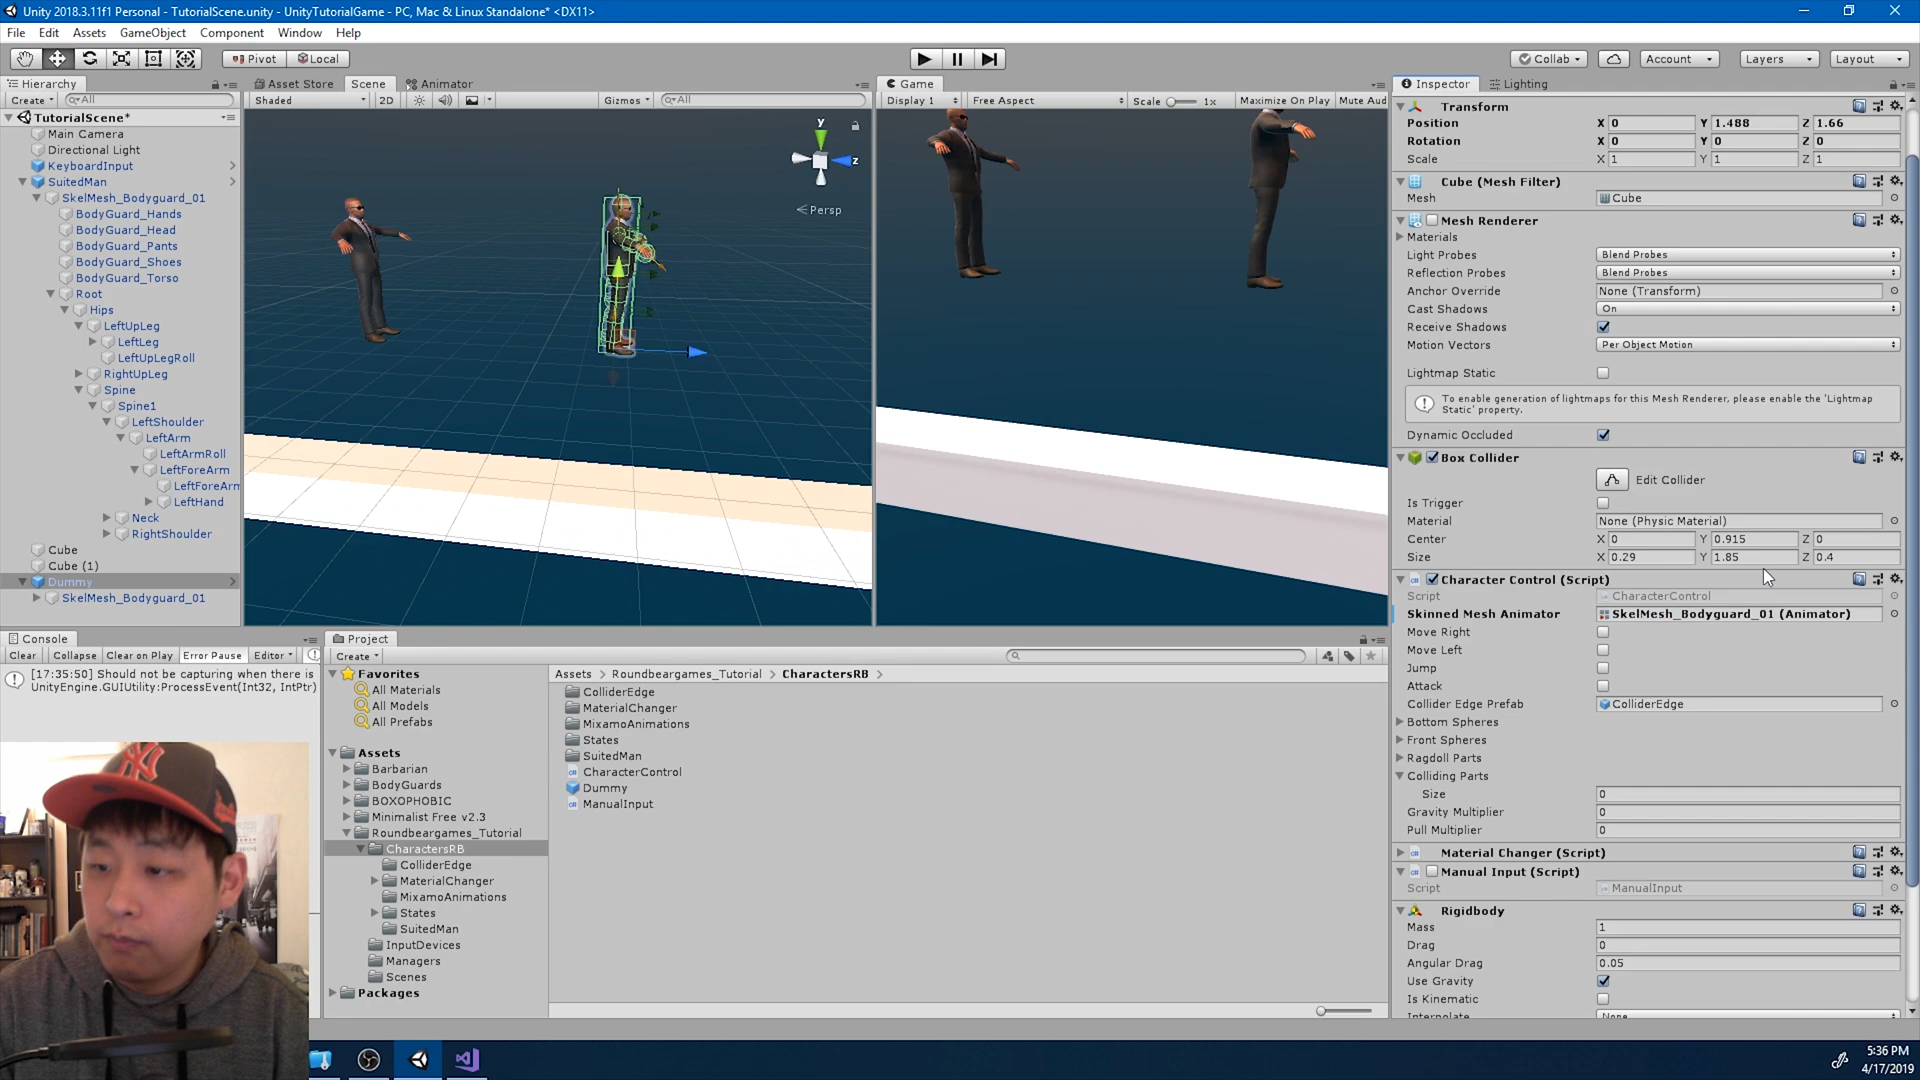 Unity 2018.3.11f1 Personal - TutorialScene.unity - UnityTutorialGame - PC, Mac & Linux Standalone* <DX11>
File Edit Assets GameObject Component Window Help
Pivot Local Collab Account Layers Layout
Hierarchy
Create All
TutorialScene*
Main Camera
Directional Light
KeyboardInput
SuitedMan
SkelMesh_Bodyguard_01
BodyGuard_Hands
BodyGuard_Head
BodyGuard_Pants
BodyGuard_Shoes
BodyGuard_Torso
Root
Hips
LeftUpLeg
LeftLeg
LeftUpLegRoll
RightUpLeg
Spine
Spine1
LeftShoulder
LeftArm
LeftArmRoll
LeftForeArm
LeftForeArm
LeftHand
Neck
RightShoulder
Cube
Cube (1)
Dummy
SkelMesh_Bodyguard_01
Asset Store Scene Animator
Shaded 2D Gizmos All
y
z
Persp
Game
Display 1 Free Aspect Scale 1x Maximize On Play Mute Aud
Inspector Lighting
Transform
Position X 0 Y 1.488 Z 1.66
Rotation X 0 Y 0 Z 0
Scale X 1 Y 1 Z 1
Cube (Mesh Filter)
Mesh Cube
Mesh Renderer
Materials
Light Probes Blend Probes
Reflection Probes Blend Probes
Anchor Override None (Transform)
Cast Shadows On
Receive Shadows
Motion Vectors Per Object Motion
Lightmap Static
To enable generation of lightmaps for this Mesh Renderer, please enable the 'Lightmap
Static' property.
Dynamic Occluded
Box Collider
Edit Collider
Is Trigger
Material None (Physic Material)
Center X 0 Y 0.915 Z 0
Size X 0.29 Y 1.85 Z 0.4
Character Control (Script)
Script CharacterControl
Skinned Mesh Animator SkelMesh_Bodyguard_01 (Animator)
Move Right
Move Left
Jump
Attack
Collider Edge Prefab ColliderEdge
Bottom Spheres
Front Spheres
Ragdoll Parts
Colliding Parts
Size 0
Gravity Multiplier 0
Pull Multiplier 0
Material Changer (Script)
Manual Input (Script)
Script ManualInput
Rigidbody
Mass 1
Drag 0
Angular Drag 0.05
Use Gravity
Is Kinematic
Interpolate None
Console
Clear Collapse Clear on Play Error Pause Editor
[17:35:50] Should not be capturing when there is
UnityEngine.GUIUtility:ProcessEvent(Int32, IntPtr)
Project
Create
Favorites
All Materials
All Models
All Prefabs
Assets
Barbarian
BodyGuards
BOXOPHOBIC
Minimalist Free v2.3
Roundbeargames_Tutorial
CharactersRB
ColliderEdge
MaterialChanger
MixamoAnimations
States
SuitedMan
InputDevices
Managers
Scenes
Packages
Assets > Roundbeargames_Tutorial > CharactersRB >
ColliderEdge
MaterialChanger
MixamoAnimations
States
SuitedMan
CharacterControl
Dummy
ManualInput
5:36 PM
4/17/2019